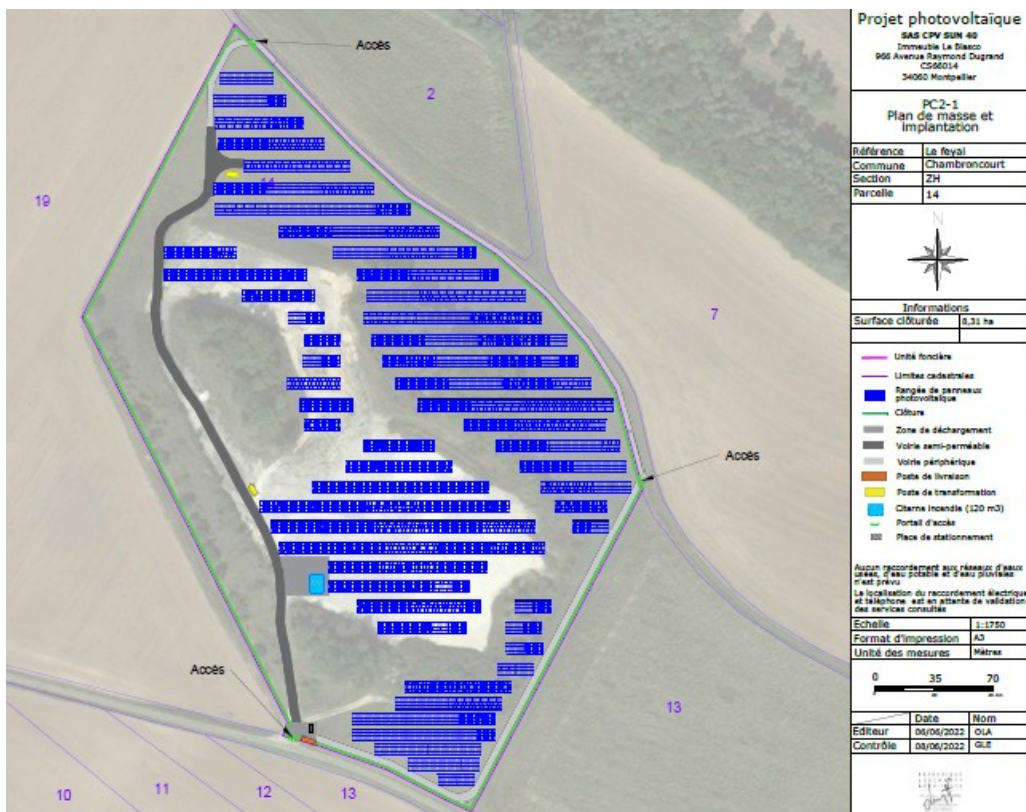 Projet photovoltaïque
SAS CPV SUN 40
Immeuble Le Blasco
966 Avenue Raymond Dugrand
CS66014
34060 Montpellier
PC2-1
Plan de masse et
implantation
Référence Le feyal
Commune Chambroncourt
Section ZH
Parcelle 14
N
Informations
Surface clôturée 8,31 ha
Unité foncière
Limites cadastrales
Rangée de panneaux
photovoltaïque
Clôture
Zone de déchargement
Voirie semi-perméable
Voirie périphérique
Poste de livraison
Poste de transformation
Citerne incendie (120 m3)
Portail d'accès
Place de stationnement
Aucun raccordement aux réseaux d'eaux
usées, d'eau potable et d'eau pluviales
n'est prévu
La localisation du raccordement électrique
et téléphone est en attente de validation
des services consultés
Echelle 1:1750
Format d'impression A3
Unité des mesures Mètres
0 35 70
Date Nom
Editeur 06/06/2022 OLA
Contrôle 08/06/2022 GLE
Accès
2
14
19
7
Accès
Accès
13
10
11
12
13